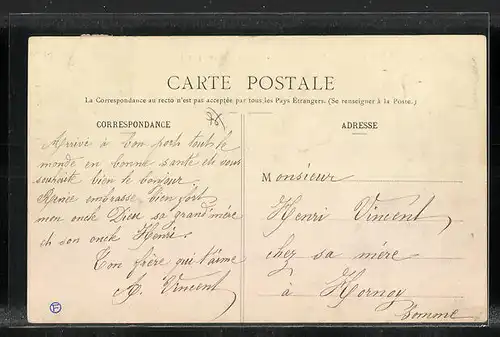 CARTE POSTALE
La Correspondance au recto n'est pas acceptée par tous les Pays Etrangers. (Se renseigner à la Poste.)
CORRESPONDANCE
ADRESSE
Arrivé à bon port tout le
monde en bonne santé et vous
souhaite bien le bonjour
embrasse bien fort
mon oncle sa grand'mère
et son oncle Henri.
Ton frère qui t'aime
A. Vincent
Monsieur
Henri Vincent
chez sa mère
à Hornoy
Somme